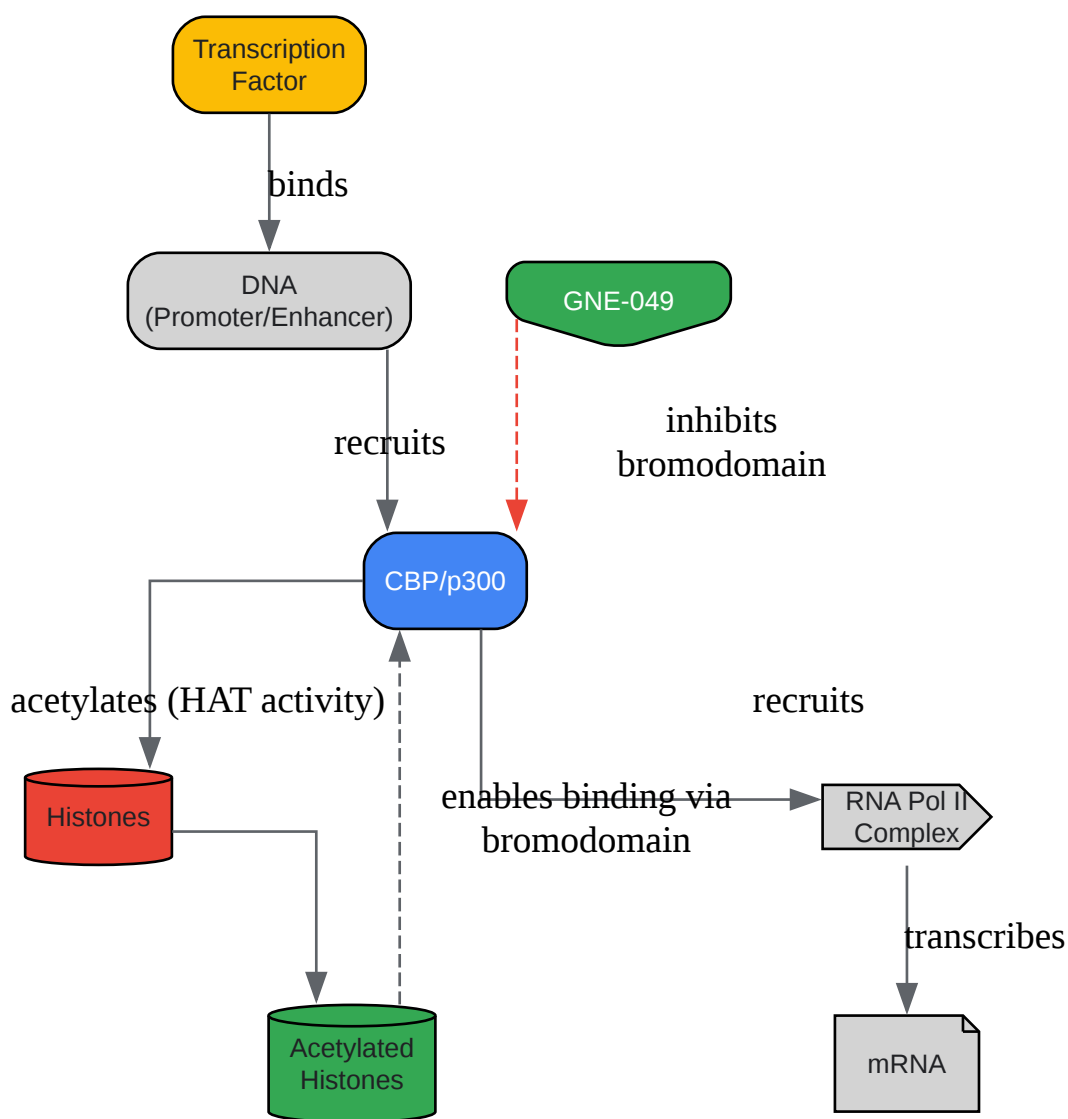 Transcription
Factor
binds
DNA
(Promoter/Enhancer)
GNE-049
recruits
inhibits
bromodomain
CBP/p300
acetylates (HAT activity)
recruits
Histones
enables binding via
bromodomain
RNA Pol II
Complex
transcribes
Acetylated
Histones
mRNA